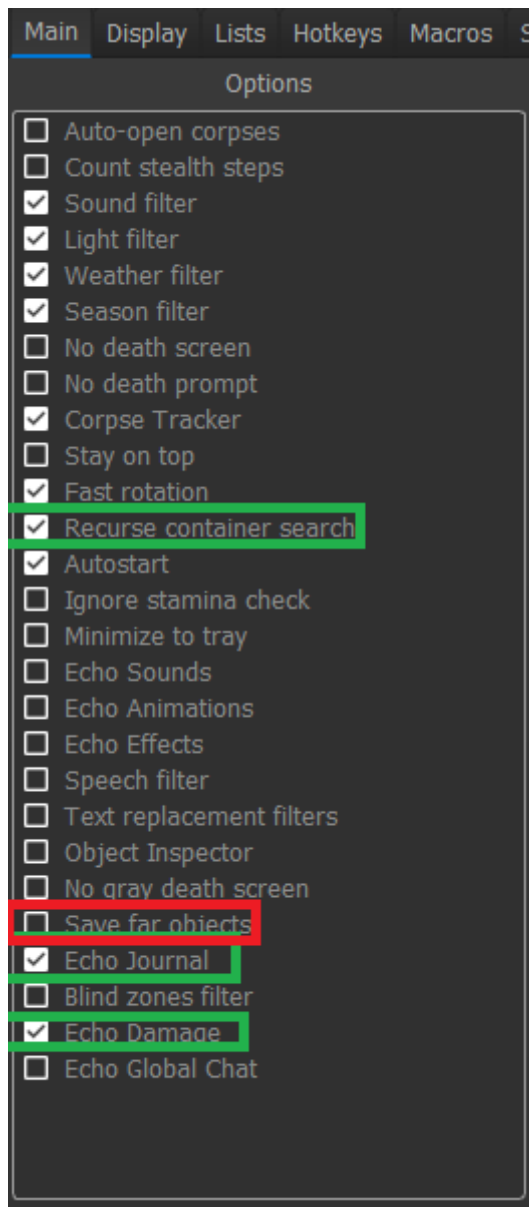 Main Display Lists Hotkeys Macros
Options
Auto-open corpses
Count stealth steps
Sound filter
Light filter
Weather filter
Season filter
No death screen
No death prompt
Corpse Tracker
Stay on top
Fast rotation
Recurse container search
Autostart
Ignore stamina check
Minimize to tray
Echo Sounds
Echo Animations
Echo Effects
Speech filter
Text replacement filters
Object Inspector
No gray death screen
Save far objects
Echo Journal
Blind zones filter
Echo Damage
Echo Global Chat